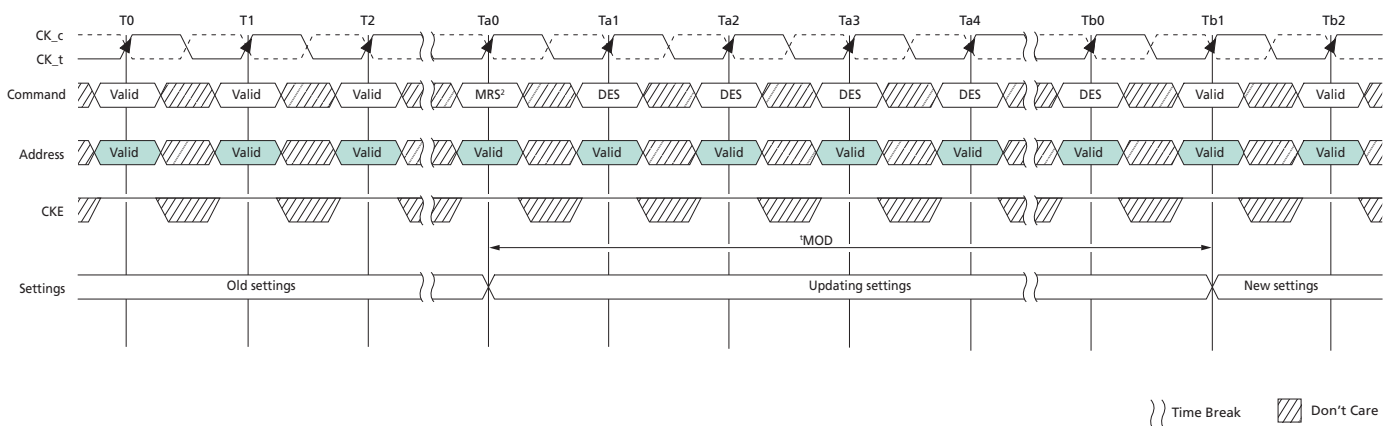 T0 T1 T2 Ta0 Ta1 Ta2 Ta3 Ta4 Tb0 Tb1 Tb2
CK_c
CK_t
Command Valid Valid Valid MRS² DES DES DES DES DES Valid Valid
Address Valid Valid Valid Valid Valid Valid Valid Valid Valid Valid Valid
CKE
ᵗMOD
Settings Old settings Updating settings New settings
Time Break Don’t Care